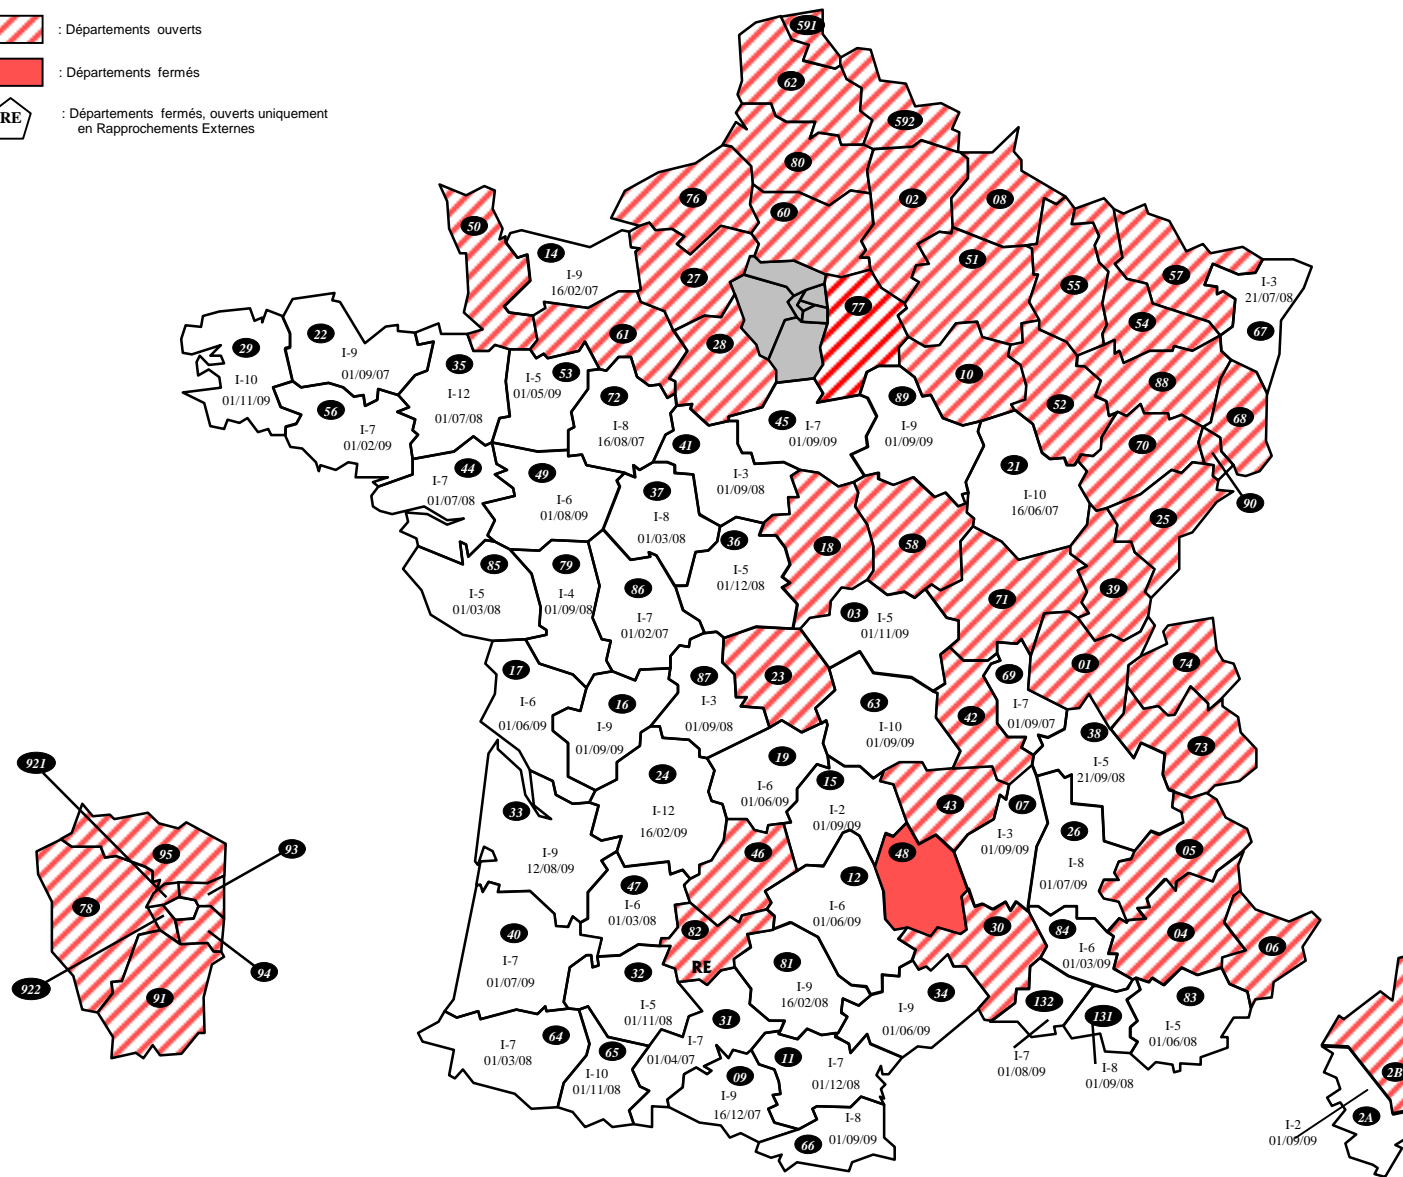 : Départements ouverts
: Départements fermés
RE
: Départements fermés, ouverts uniquement
en Rapprochements Externes
591
62
592
80
76
60
02
08
50
14
I-9
16/02/07
27
51
55
57
54
I-3
21/07/08
67
77
61
28
29
I-10
01/11/09
22
I-9
01/09/07
35
I-12
01/07/08
53
I-5
01/05/09
72
I-8
16/08/07
56
I-7
01/02/09
10
52
88
68
89
I-9
01/09/09
45
I-7
01/09/09
41
I-3
01/09/08
70
90
21
I-10
16/06/07
25
44
I-7
01/07/08
49
I-6
01/08/09
37
I-8
01/03/08
36
I-5
01/12/08
18
58
39
71
85
I-5
01/03/08
79
I-4
01/09/08
86
I-7
01/02/07
03
I-5
01/11/09
01
74
17
I-6
01/06/09
16
I-9
01/09/09
87
I-3
01/09/08
23
63
I-10
01/09/09
42
69
I-7
01/09/07
38
I-5
21/09/08
73
24
I-12
16/02/09
19
I-6
01/06/09
15
I-2
01/09/09
43
07
I-3
01/09/09
26
I-8
01/07/09
05
33
I-9
12/08/09
47
I-6
01/03/08
46
12
I-6
01/06/09
48
921
93
95
78
922
94
91
40
I-7
01/07/09
82
RE
30
84
I-6
01/03/09
04
06
32
I-5
01/11/08
81
I-9
16/02/08
34
I-9
01/06/09
132
I-7
01/08/09
131
I-8
01/09/08
83
I-5
01/06/08
64
I-7
01/03/08
65
I-10
01/11/08
31
I-7
01/04/07
09
I-9
16/12/07
11
I-7
01/12/08
66
I-8
01/09/09
2B
2A
I-2
01/09/09